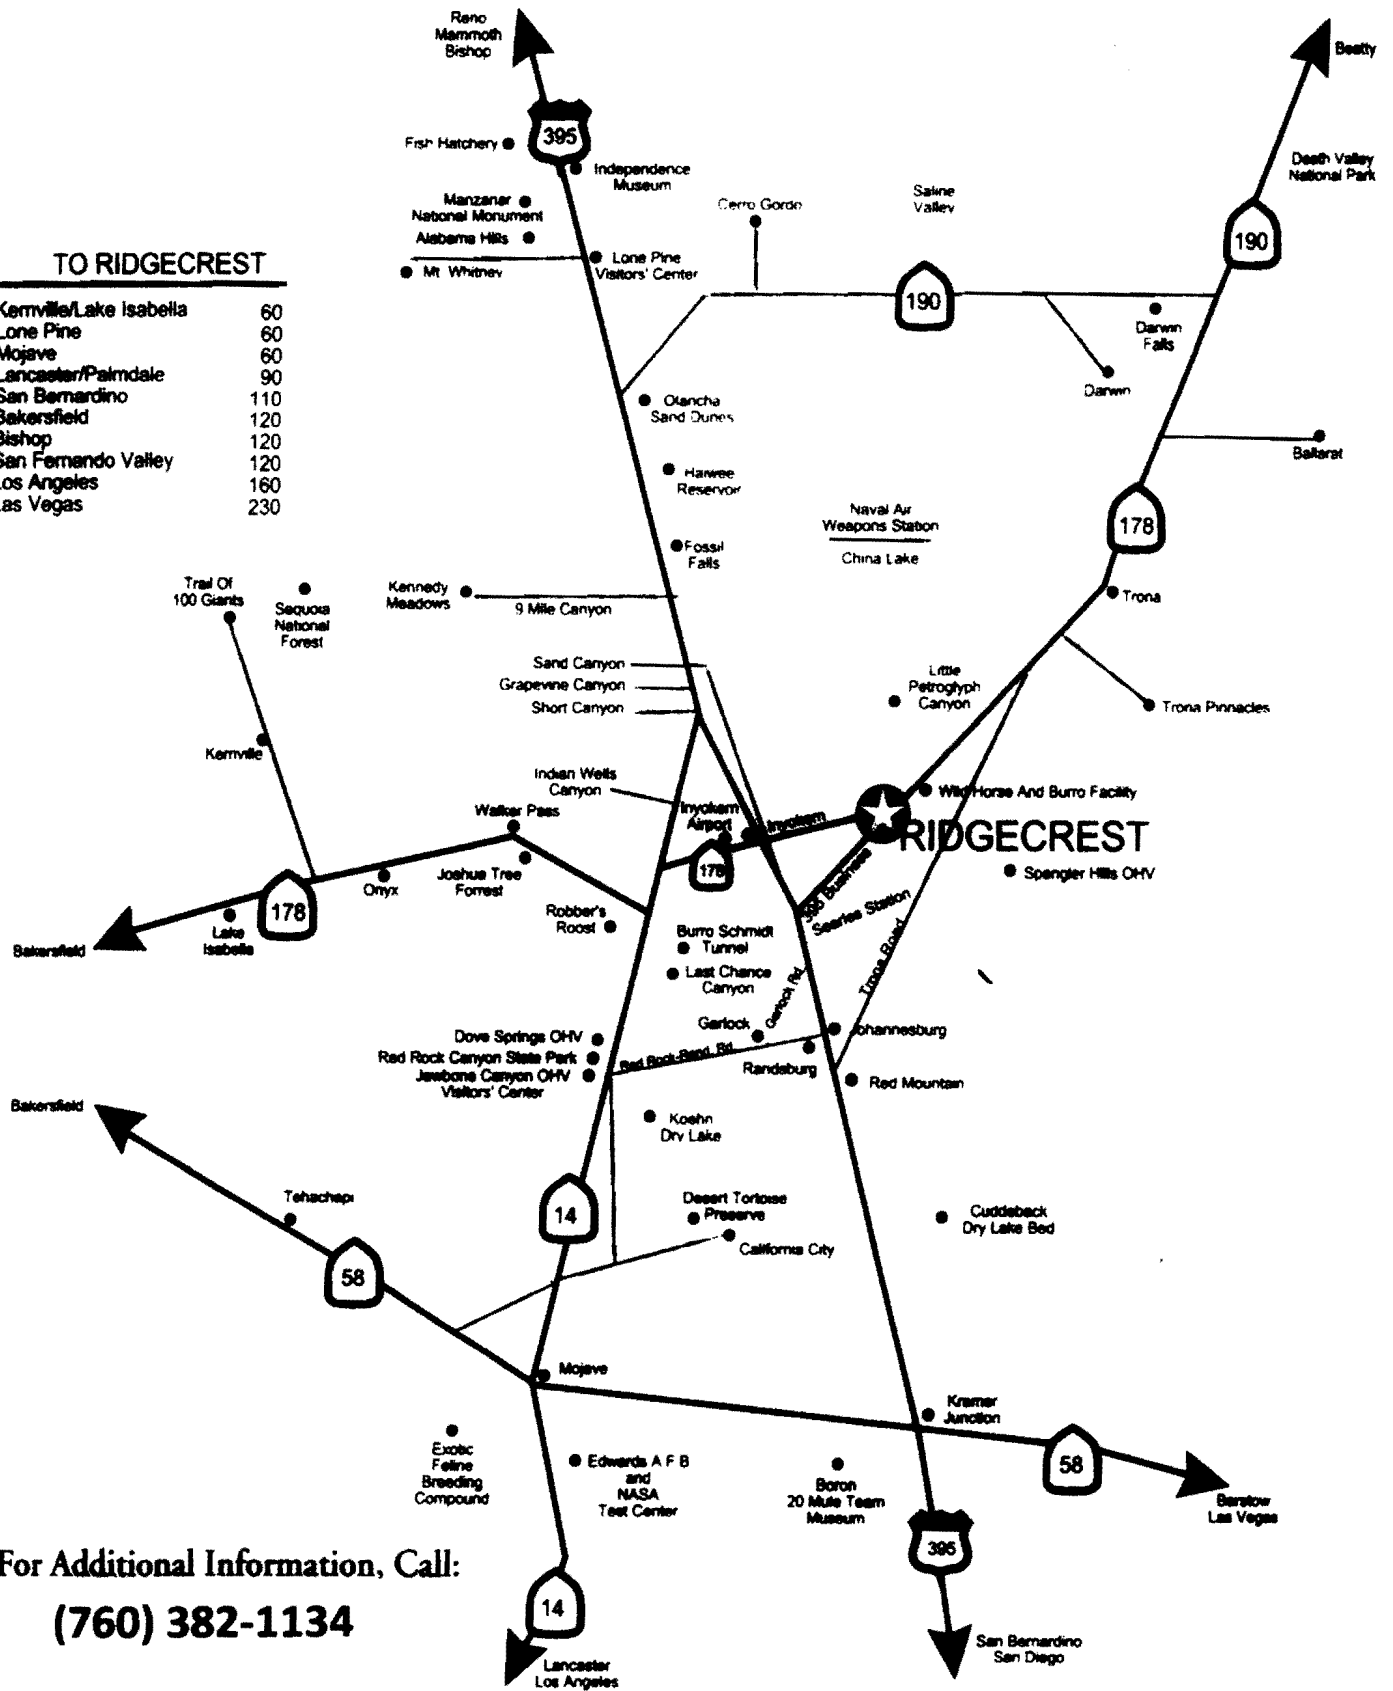 Reno
Mammoth
Bishop
Beatty
395
Fish Hatchery
Independence
Museum
Death Valley
National Park
Manzanar
National Monument
Cerro Gordo
Saline
Valley
Alabama Hills
190
Mt. Whitney
Lone Pine
Visitors' Center
190
TO RIDGECREST
Kernville/Lake Isabella 60
Lone Pine 60
Mojave 60
Lancaster/Palmdale 90
San Bernardino 110
Bakersfield 120
Bishop 120
San Fernando Valley 120
Los Angeles 160
Las Vegas 230
Darwin
Falls
Darwin
Olancha
Sand Dunes
Ballarat
Haiwee
Reservoir
Naval Air
Weapons Station
China Lake
178
Fossil
Falls
Trail Of
100 Giants
Sequoia
National
Forest
Kennedy
Meadows
9 Mile Canyon
Trona
Sand Canyon
Grapevine Canyon
Short Canyon
Little
Petroglyph
Canyon
Trona Pinnacles
Kernville
Indian Wells
Canyon
Walker Pass
Inyokern
Airport
Inyokern
Wild Horse And Burro Facility
RIDGECREST
178
Joshua Tree
Forrest
Onyx
Spangler Hills OHV
395 Business
Searles Station
178
Lake
Isabella
Bakersfield
Robber's
Roost
Burro Schmidt
Tunnel
Last Chance
Canyon
Garlock Rd.
Trona Road
Garlock
Johannesburg
Dove Springs OHV
Red Rock Canyon State Park
Jawbone Canyon OHV
Visitors' Center
Red Rock-Rand. Rd.
Randsburg
Red Mountain
Bakersfield
Koehn
Dry Lake
Tehachapi
14
Desert Tortoise
Preserve
California City
Cuddeback
Dry Lake Bed
58
Mojave
Kramer
Junction
Exotic
Feline
Breeding
Compound
Edwards A F B
and
NASA
Test Center
Boron
20 Mule Team
Museum
58
Barstow
Las Vegas
395
For Additional Information, Call:
(760) 382-1134
14
Lancaster
Los Angeles
San Bernardino
San Diego